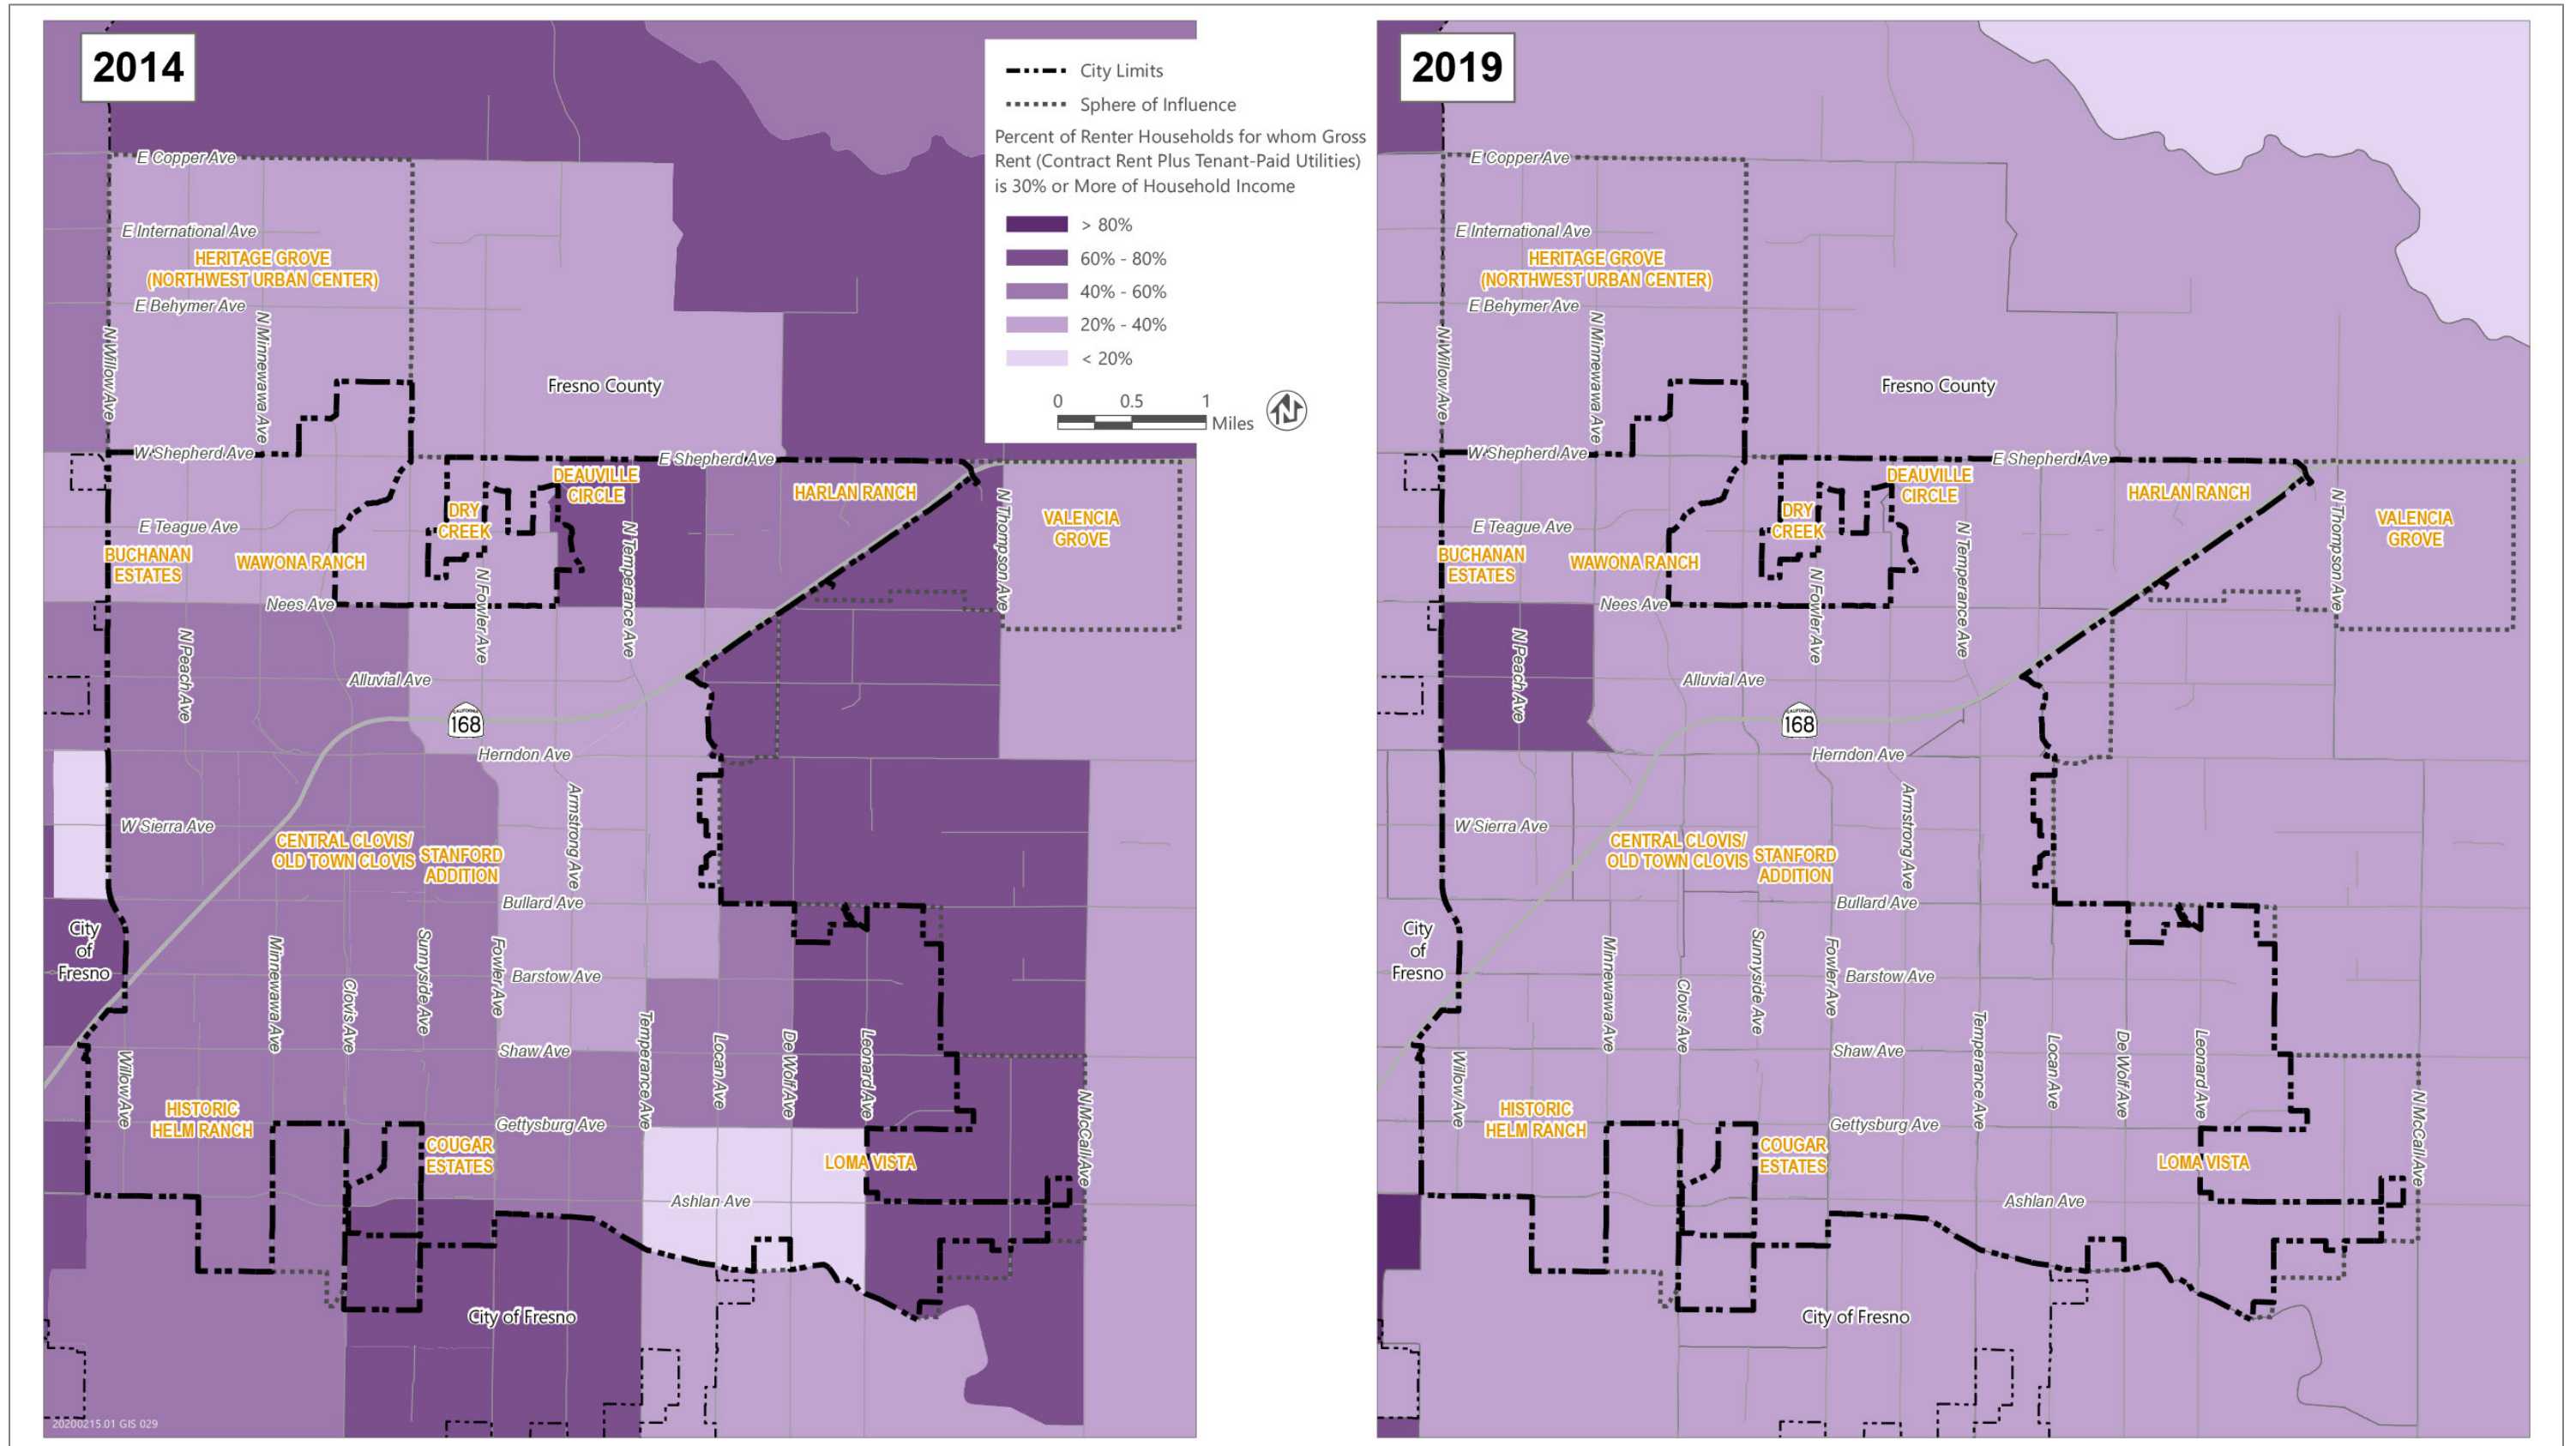 2014
E Copper Ave
E International Ave
HERITAGE GROVE
(NORTHWEST URBAN CENTER)
E Behymer Ave
N Willow Ave
N Minnewawa Ave
Fresno County
W Shepherd Ave
E Shepherd Ave
DEAUVILLE
CIRCLE
HARLAN RANCH
DRY
CREEK
E Teague Ave
N Thompson Ave
VALENCIA
GROVE
BUCHANAN
ESTATES
WAWONA RANCH
N Temperance Ave
N Fowler Ave
Nees Ave
N Peach Ave
Alluvial Ave
CALIFORNIA
168
Herndon Ave
Armstrong Ave
W Sierra Ave
CENTRAL CLOVIS/
OLD TOWN CLOVIS
STANFORD
ADDITION
Bullard Ave
City
of
Fresno
Minnewawa Ave
Clovis Ave
Sunnyside Ave
Fowler Ave
Barstow Ave
Shaw Ave
Willow Ave
Temperance Ave
Locan Ave
De Wolf Ave
Leonard Ave
N McCall Ave
HISTORIC
HELM RANCH
Gettysburg Ave
COUGAR
ESTATES
LOMA VISTA
Ashlan Ave
City of Fresno
20200215.01 GIS 029
City Limits
Sphere of Influence
Percent of Renter Households for whom Gross
Rent (Contract Rent Plus Tenant-Paid Utilities)
is 30% or More of Household Income
> 80%
60% - 80%
40% - 60%
20% - 40%
< 20%
0 0.5 1
Miles
N
2019
E Copper Ave
E International Ave
HERITAGE GROVE
(NORTHWEST URBAN CENTER)
E Behymer Ave
N Willow Ave
N Minnewawa Ave
Fresno County
W Shepherd Ave
E Shepherd Ave
DEAUVILLE
CIRCLE
HARLAN RANCH
DRY
CREEK
E Teague Ave
N Thompson Ave
VALENCIA
GROVE
BUCHANAN
ESTATES
WAWONA RANCH
N Temperance Ave
N Fowler Ave
Nees Ave
N Peach Ave
Alluvial Ave
CALIFORNIA
168
Herndon Ave
Armstrong Ave
W Sierra Ave
CENTRAL CLOVIS/
OLD TOWN CLOVIS
STANFORD
ADDITION
Bullard Ave
City
of
Fresno
Minnewawa Ave
Clovis Ave
Sunnyside Ave
Fowler Ave
Barstow Ave
Shaw Ave
Willow Ave
Temperance Ave
Locan Ave
De Wolf Ave
Leonard Ave
N McCall Ave
HISTORIC
HELM RANCH
Gettysburg Ave
COUGAR
ESTATES
LOMA VISTA
Ashlan Ave
City of Fresno